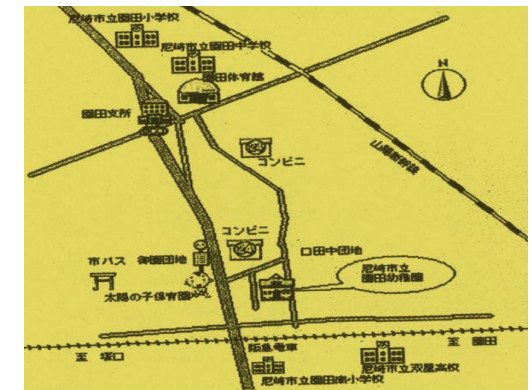 尼崎市立園田小学校
尼崎市立園田中学校
園田体育館
園田支所
N
山陽新幹線
24
コンビニ
コンビニ
24
市バス 御園団地
口田中団地
尼崎市立
園田幼稚園
太陽の子保育園
至 塚口
阪急電車
至 園田
尼崎市立園田南小学校
尼崎市立双星高校